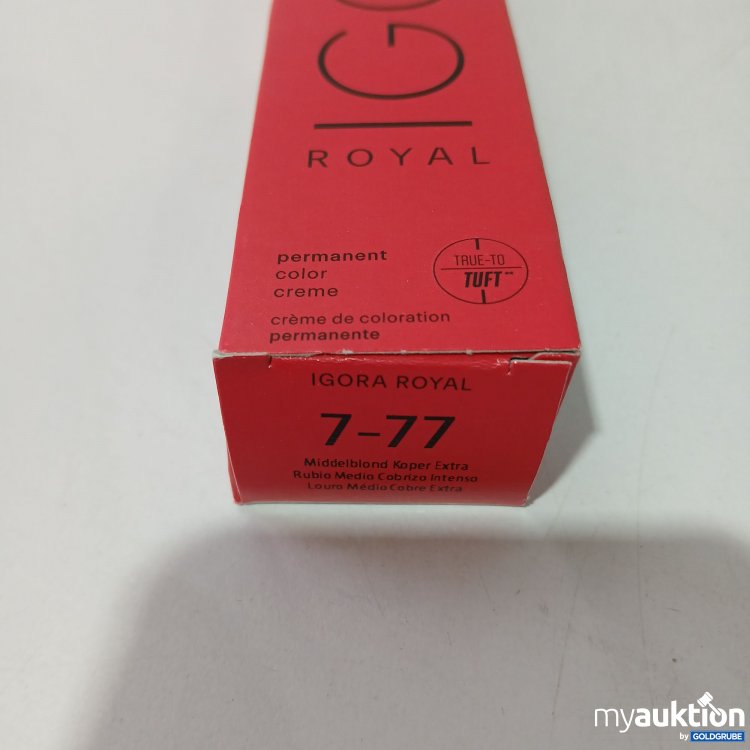 IGO
ROYAL
permanent
color
creme
TRUE-TO
TUFT**
crème de coloration
permanente
IGORA ROYAL
7-77
Middelblond Koper Extra
Rubio Medio Cobrizo Intenso
Louro Médio Cobre Extra
myauktion
by GOLDGRUBE